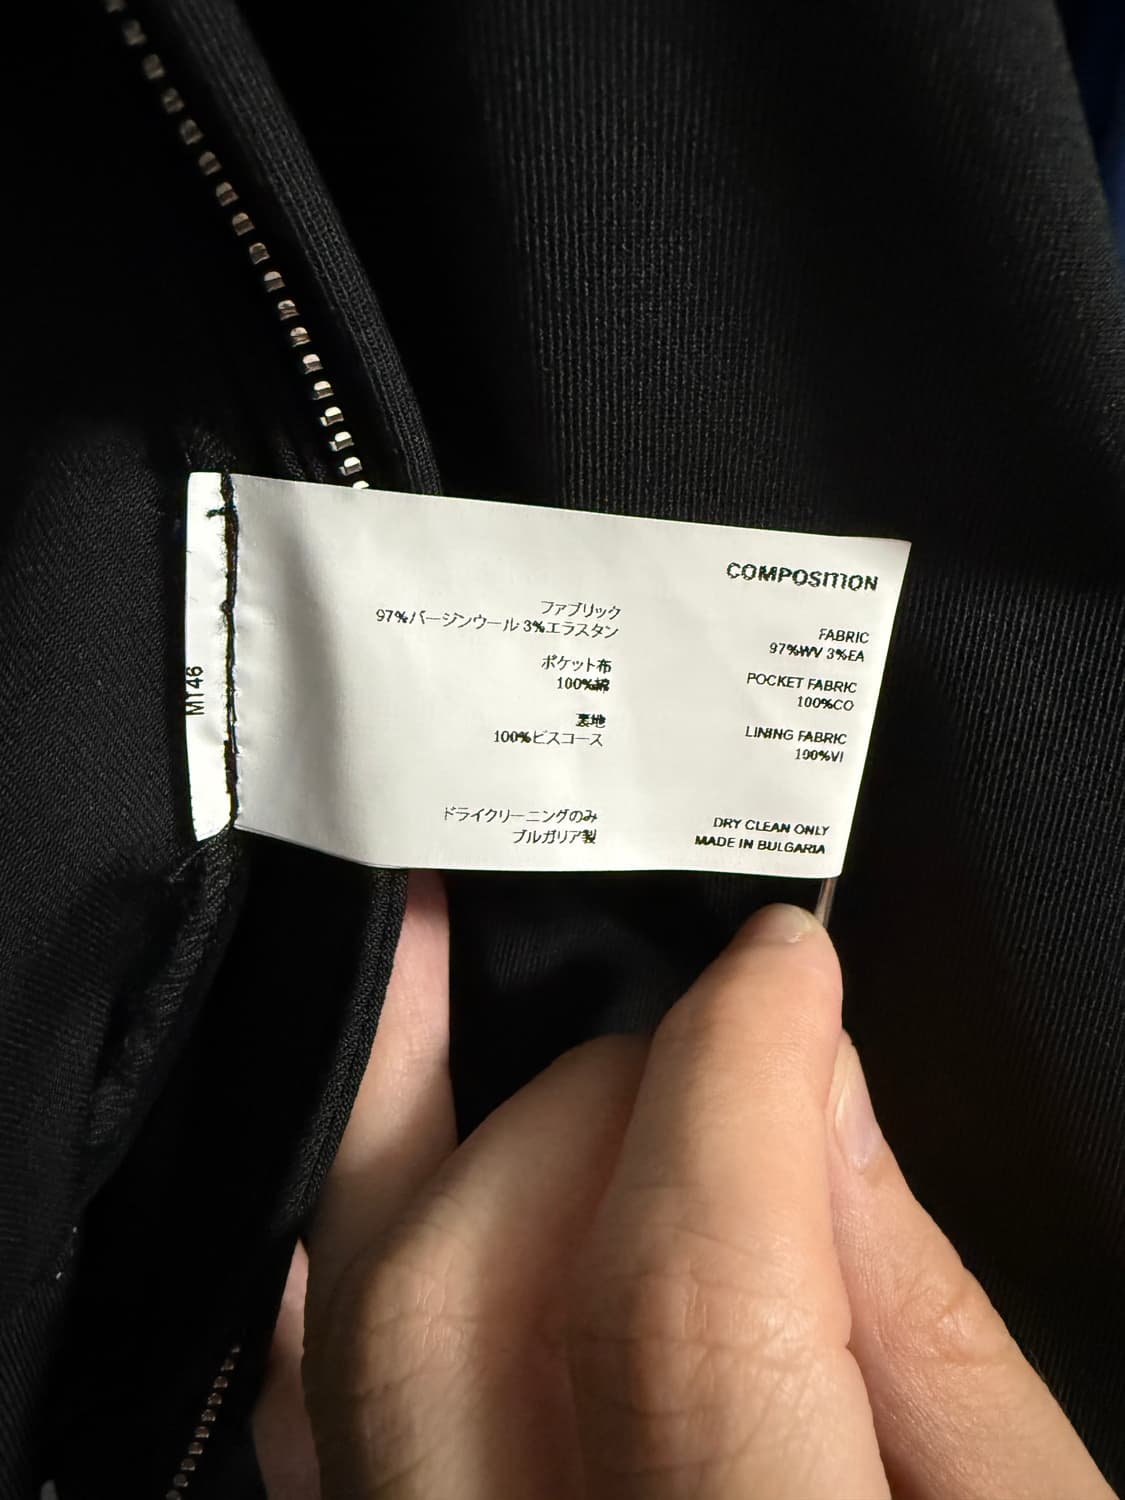 COMPOSITION
ファブリック
97%バージンウール 3%エラスタン
ポケット布
100%綿
裏地
100%ビスコース
ドライクリーニングのみ
ブルガリア製
FABRIC
97%WV 3%EA
POCKET FABRIC
100%CO
LINING FABRIC
100%VI
DRY CLEAN ONLY
MADE IN BULGARIA
MT46